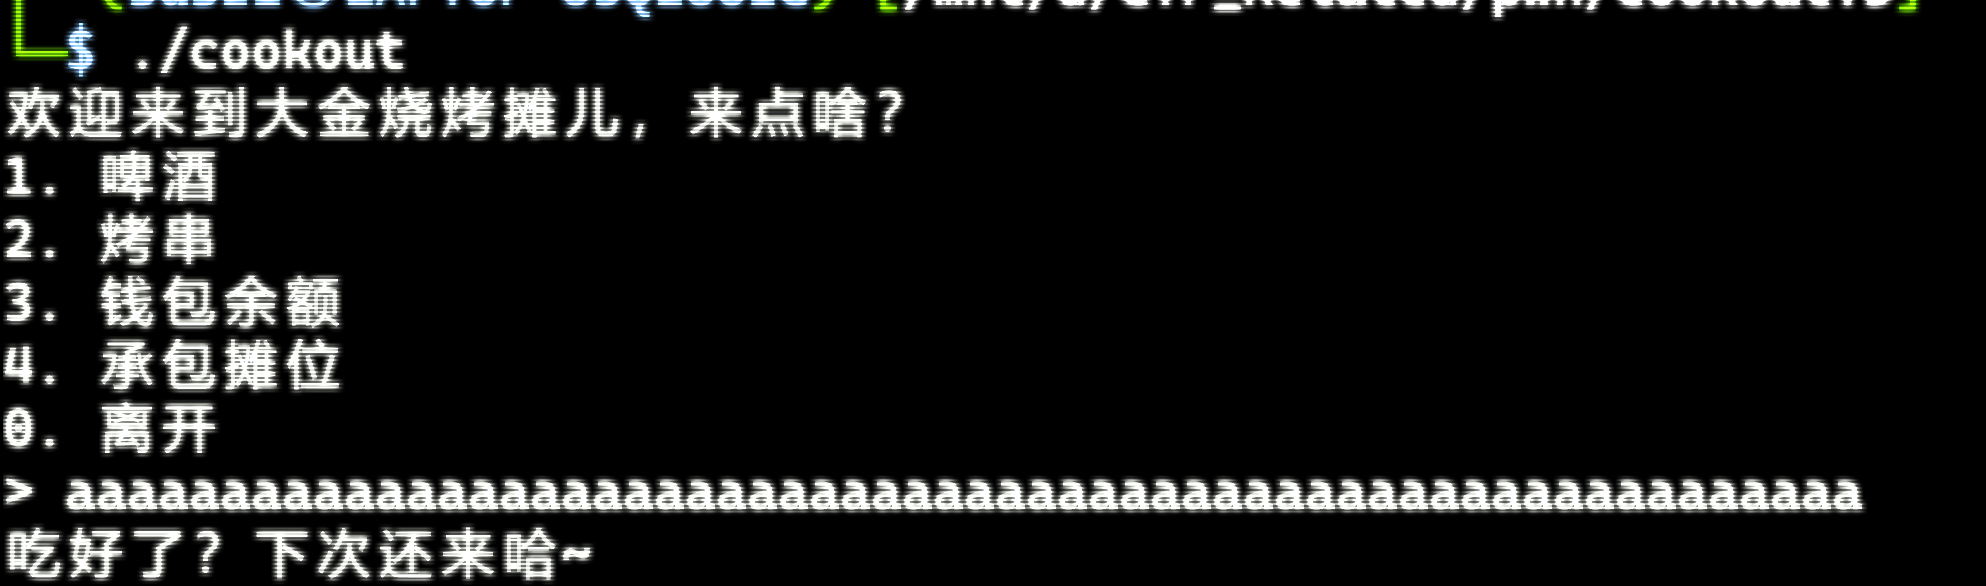 $ ./cookout
欢迎来到大金烧烤摊儿，来点啥?
1. 啤酒
2. 烤串
3. 钱包余额
4. 承包摊位
0. 离开
> aaaaaaaaaaaaaaaaaaaaaaaaaaaaaaaaaaaaaaaaaaaaaaaaaaaaaaaaaa
吃好了? 下次还来哈~